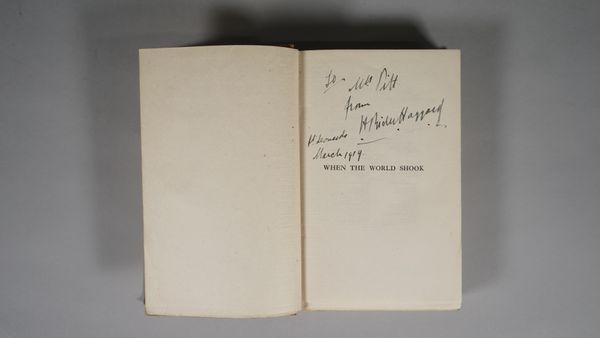 To Mrs Pitt
from
H Rider Haggard
St Leonards
March 1919.
WHEN THE WORLD SHOOK